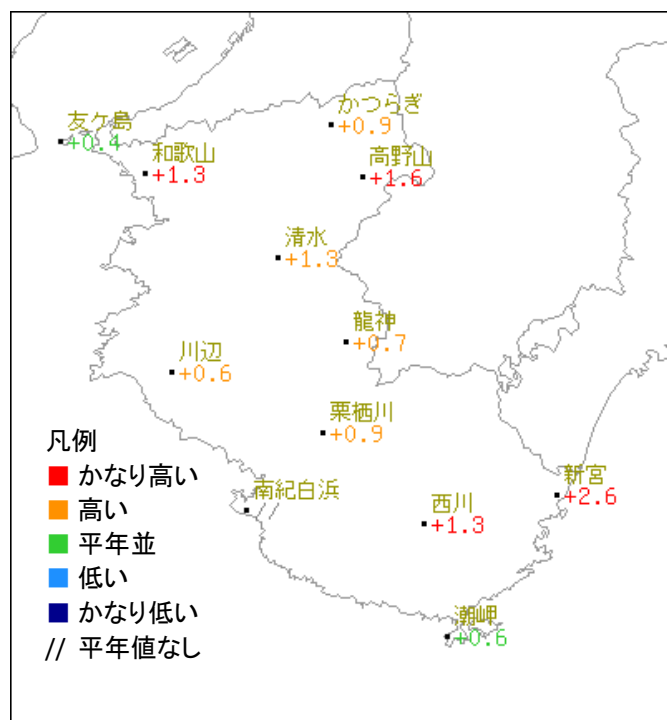 かつらぎ
+0.9
友ケ島
+0.4
和歌山
+1.3
高野山
+1.6
清水
+1.3
龍神
+0.7
川辺
+0.6
栗栖川
+0.9
南紀白浜
//
西川
+1.3
新宮
+2.6
潮岬
+0.6
凡例
かなり高い
高い
平年並
低い
かなり低い
// 平年値なし